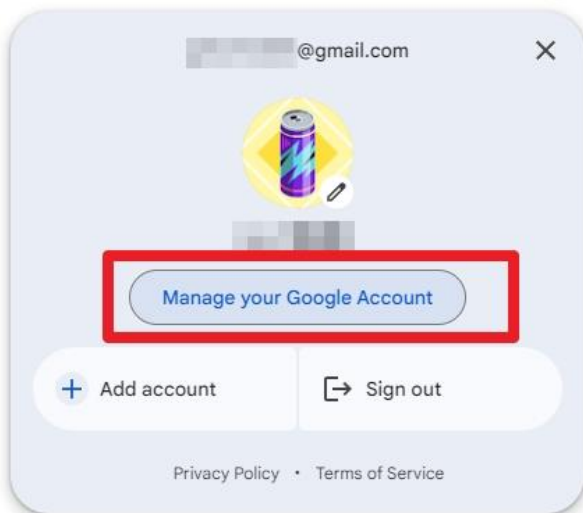 @gmail.com
Manage your Google Account
Add account
Sign out
Privacy Policy • Terms of Service